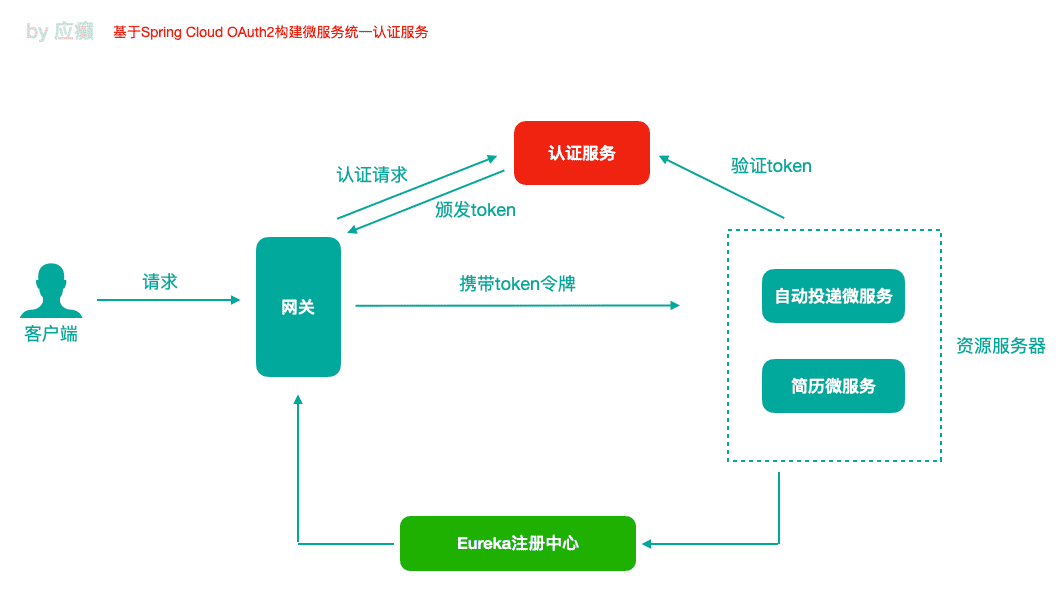 by 应癫
基于Spring Cloud OAuth2构建微服务统一认证服务
认证服务
验证token
认证请求
颁发token
请求
携带token令牌
网关
客户端
自动投递微服务
简历微服务
资源服务器
Eureka注册中心